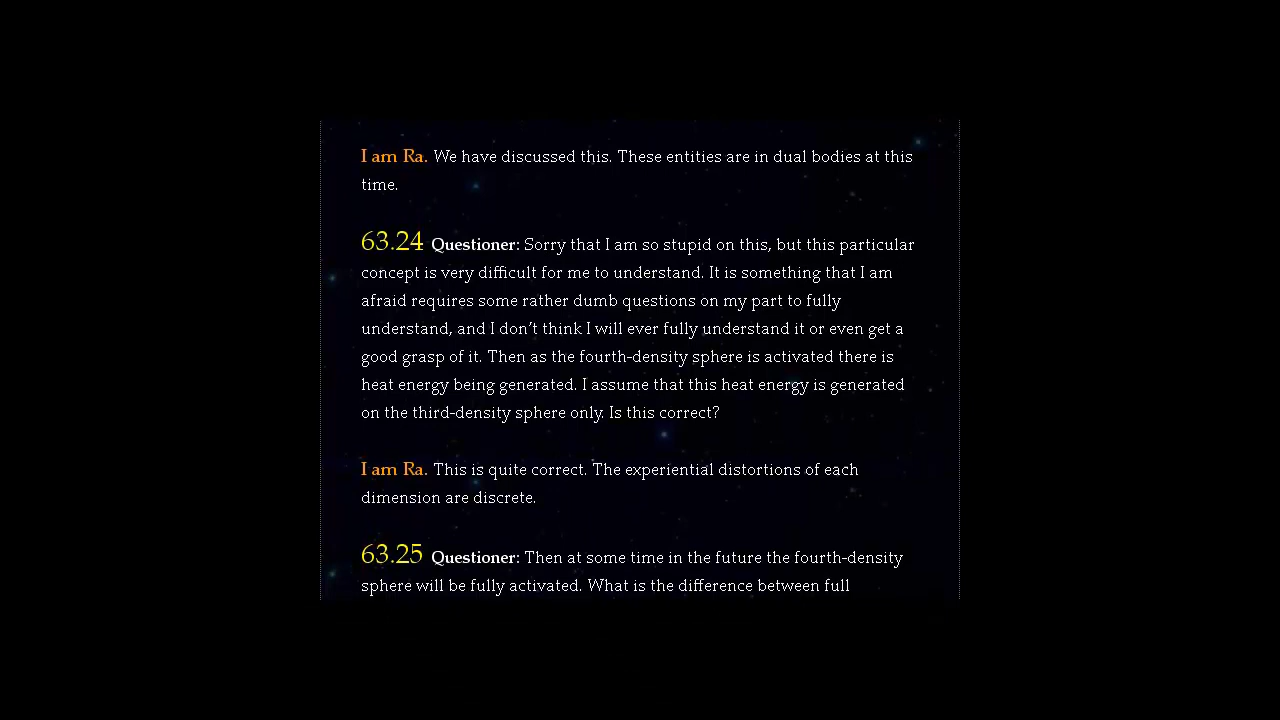 I am Ra. We have discussed this. These entities are in dual bodies at this
time.
63.24 Questioner: Sorry that I am so stupid on this, but this particular
concept is very difficult for me to understand. It is something that I am
afraid requires some rather dumb questions on my part to fully
understand, and I don’t think I will ever fully understand it or even get a
good grasp of it. Then as the fourth-density sphere is activated there is
heat energy being generated. I assume that this heat energy is generated
on the third-density sphere only. Is this correct?
I am Ra. This is quite correct. The experiential distortions of each
dimension are discrete.
63.25 Questioner: Then at some time in the future the fourth-density
sphere will be fully activated. What is the difference between full